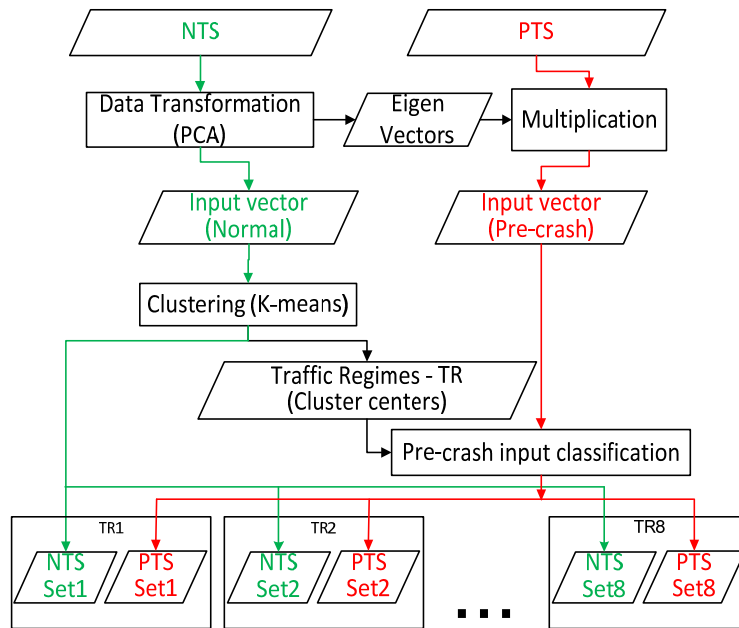 NTS
PTS
Data Transformation
(PCA)
Eigen
Vectors
Multiplication
Input vector
(Normal)
Input vector
(Pre-crash)
Clustering (K-means)
Traffic Regimes - TR
(Cluster centers)
Pre-crash input classification
TR1
NTS
Set1
PTS
Set1
TR2
NTS
Set2
PTS
Set2
...
TR8
NTS
Set8
PTS
Set8